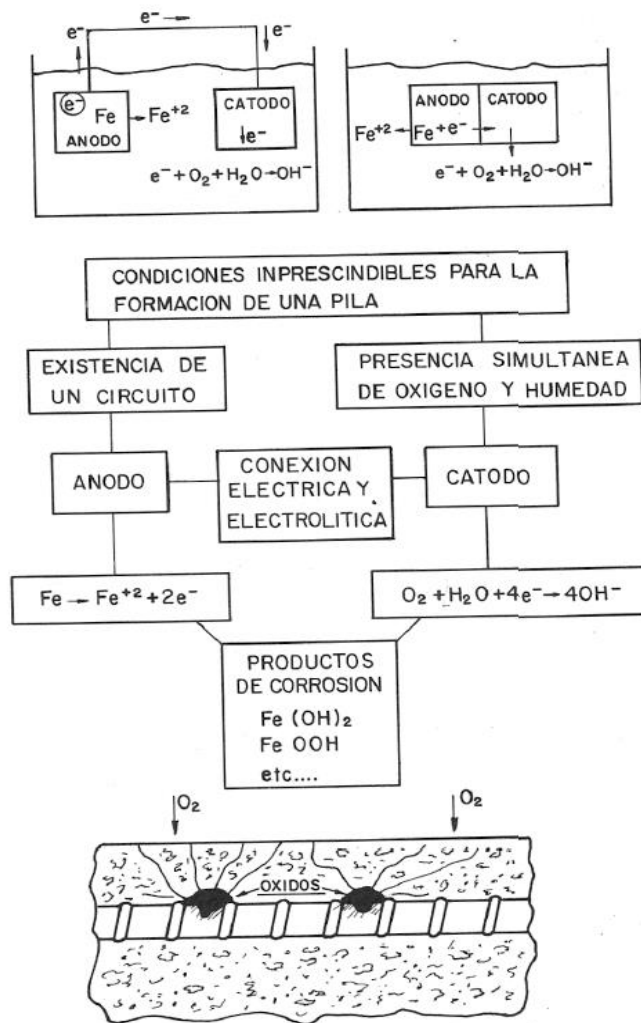 e⁻ → e⁻
e⁻ Fe → Fe⁺²
ANODO
CATODO
e⁻
e⁻ + O₂ + H₂O → OH⁻
ANODO CATODO
Fe⁺² ← Fe + e⁻ →
e⁻ + O₂ + H₂O → OH⁻
CONDICIONES INPRESCINDIBLES PARA LA
FORMACION DE UNA PILA
EXISTENCIA DE
UN CIRCUITO
PRESENCIA SIMULTANEA
DE OXIGENO Y HUMEDAD
ANODO
CONEXION
ELECTRICA Y
ELECTROLITICA
CATODO
Fe → Fe⁺² + 2e⁻
O₂ + H₂O + 4e⁻ → 4OH⁻
PRODUCTOS
DE CORROSION
Fe (OH)₂
Fe OOH
etc....
O₂ O₂
OXIDOS